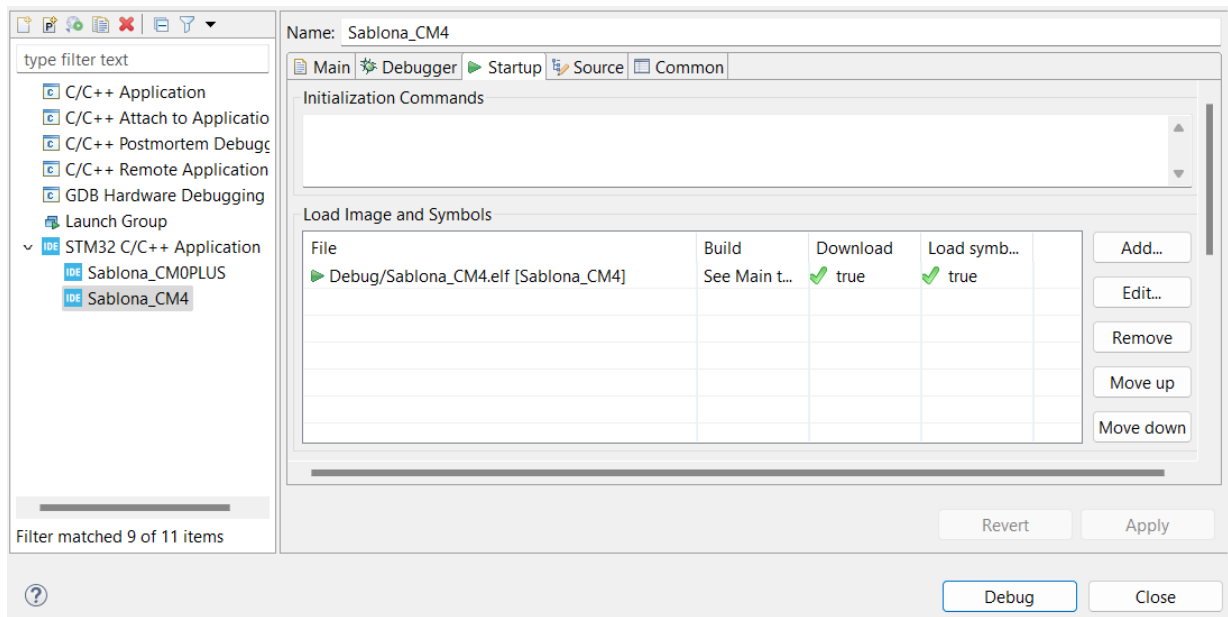 Name: Sablona_CM4
type filter text
C/C++ Application
C/C++ Attach to Applicatio
C/C++ Postmortem Debugg
C/C++ Remote Application
GDB Hardware Debugging
Launch Group
IDE STM32 C/C++ Application
IDE Sablona_CM0PLUS
IDE Sablona_CM4
Filter matched 9 of 11 items
Main Debugger Startup Source Common
Initialization Commands
Load Image and Symbols
File Build Download Load symb...
Debug/Sablona_CM4.elf [Sablona_CM4] See Main t... true true
Add...
Edit...
Remove
Move up
Move down
Revert Apply
Debug Close